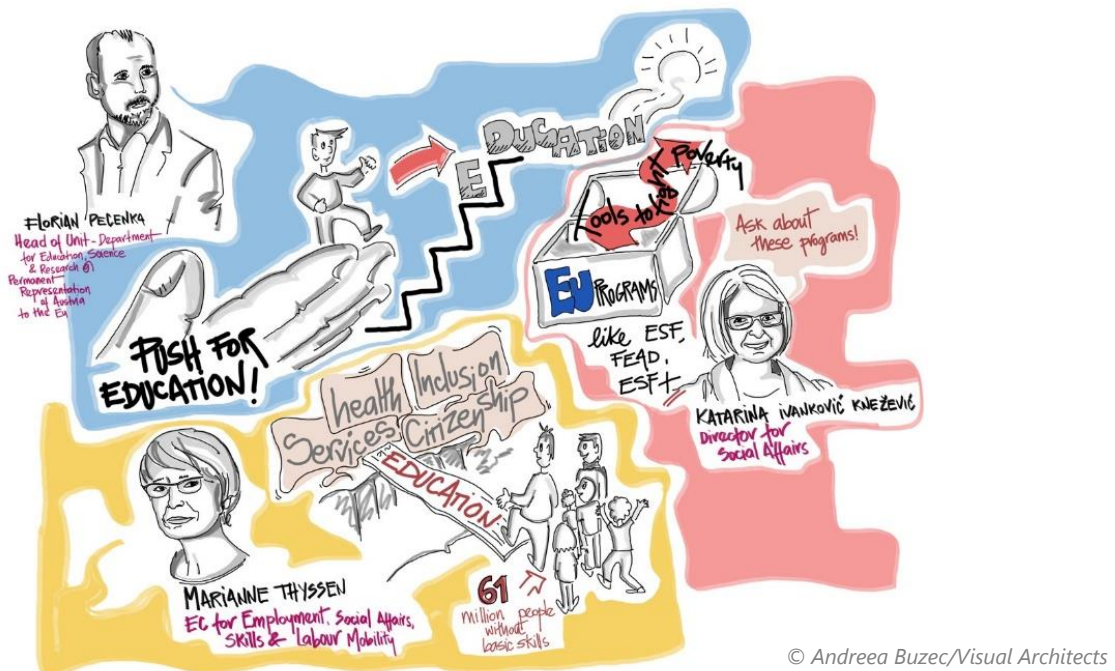 FLORIAN PECENKA
Head of Unit - Department
for Education, Science
& Research @
Permanent
Representation
of Austria
to the EU
PUSH FOR
EDUCATION!
EDUCATION
Tools to fight poverty
EU PROGRAMS
like ESF,
FEAD,
ESF+
Ask about
these programs!
KATARINA IVANKOVIĆ KNEŽEVIĆ
Director for
Social Affairs
health Inclusion
Services Citizenship
EDUCATION
MARIANNE THYSSEN
EC for Employment, Social Affairs,
Skills & Labour Mobility
61
million people
without
basic skills
© Andreea Buzec/Visual Architects